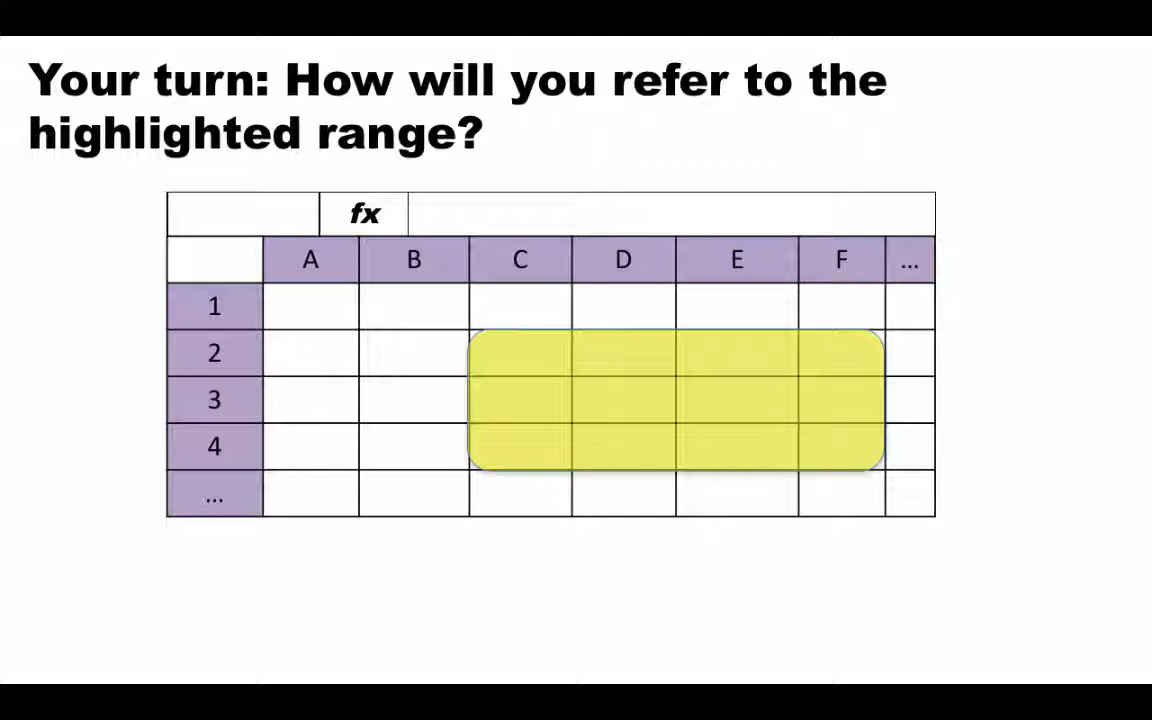 Your turn: How will you refer to the
highlighted range?
fx
A B C D E F ...
1
2
3
4
...